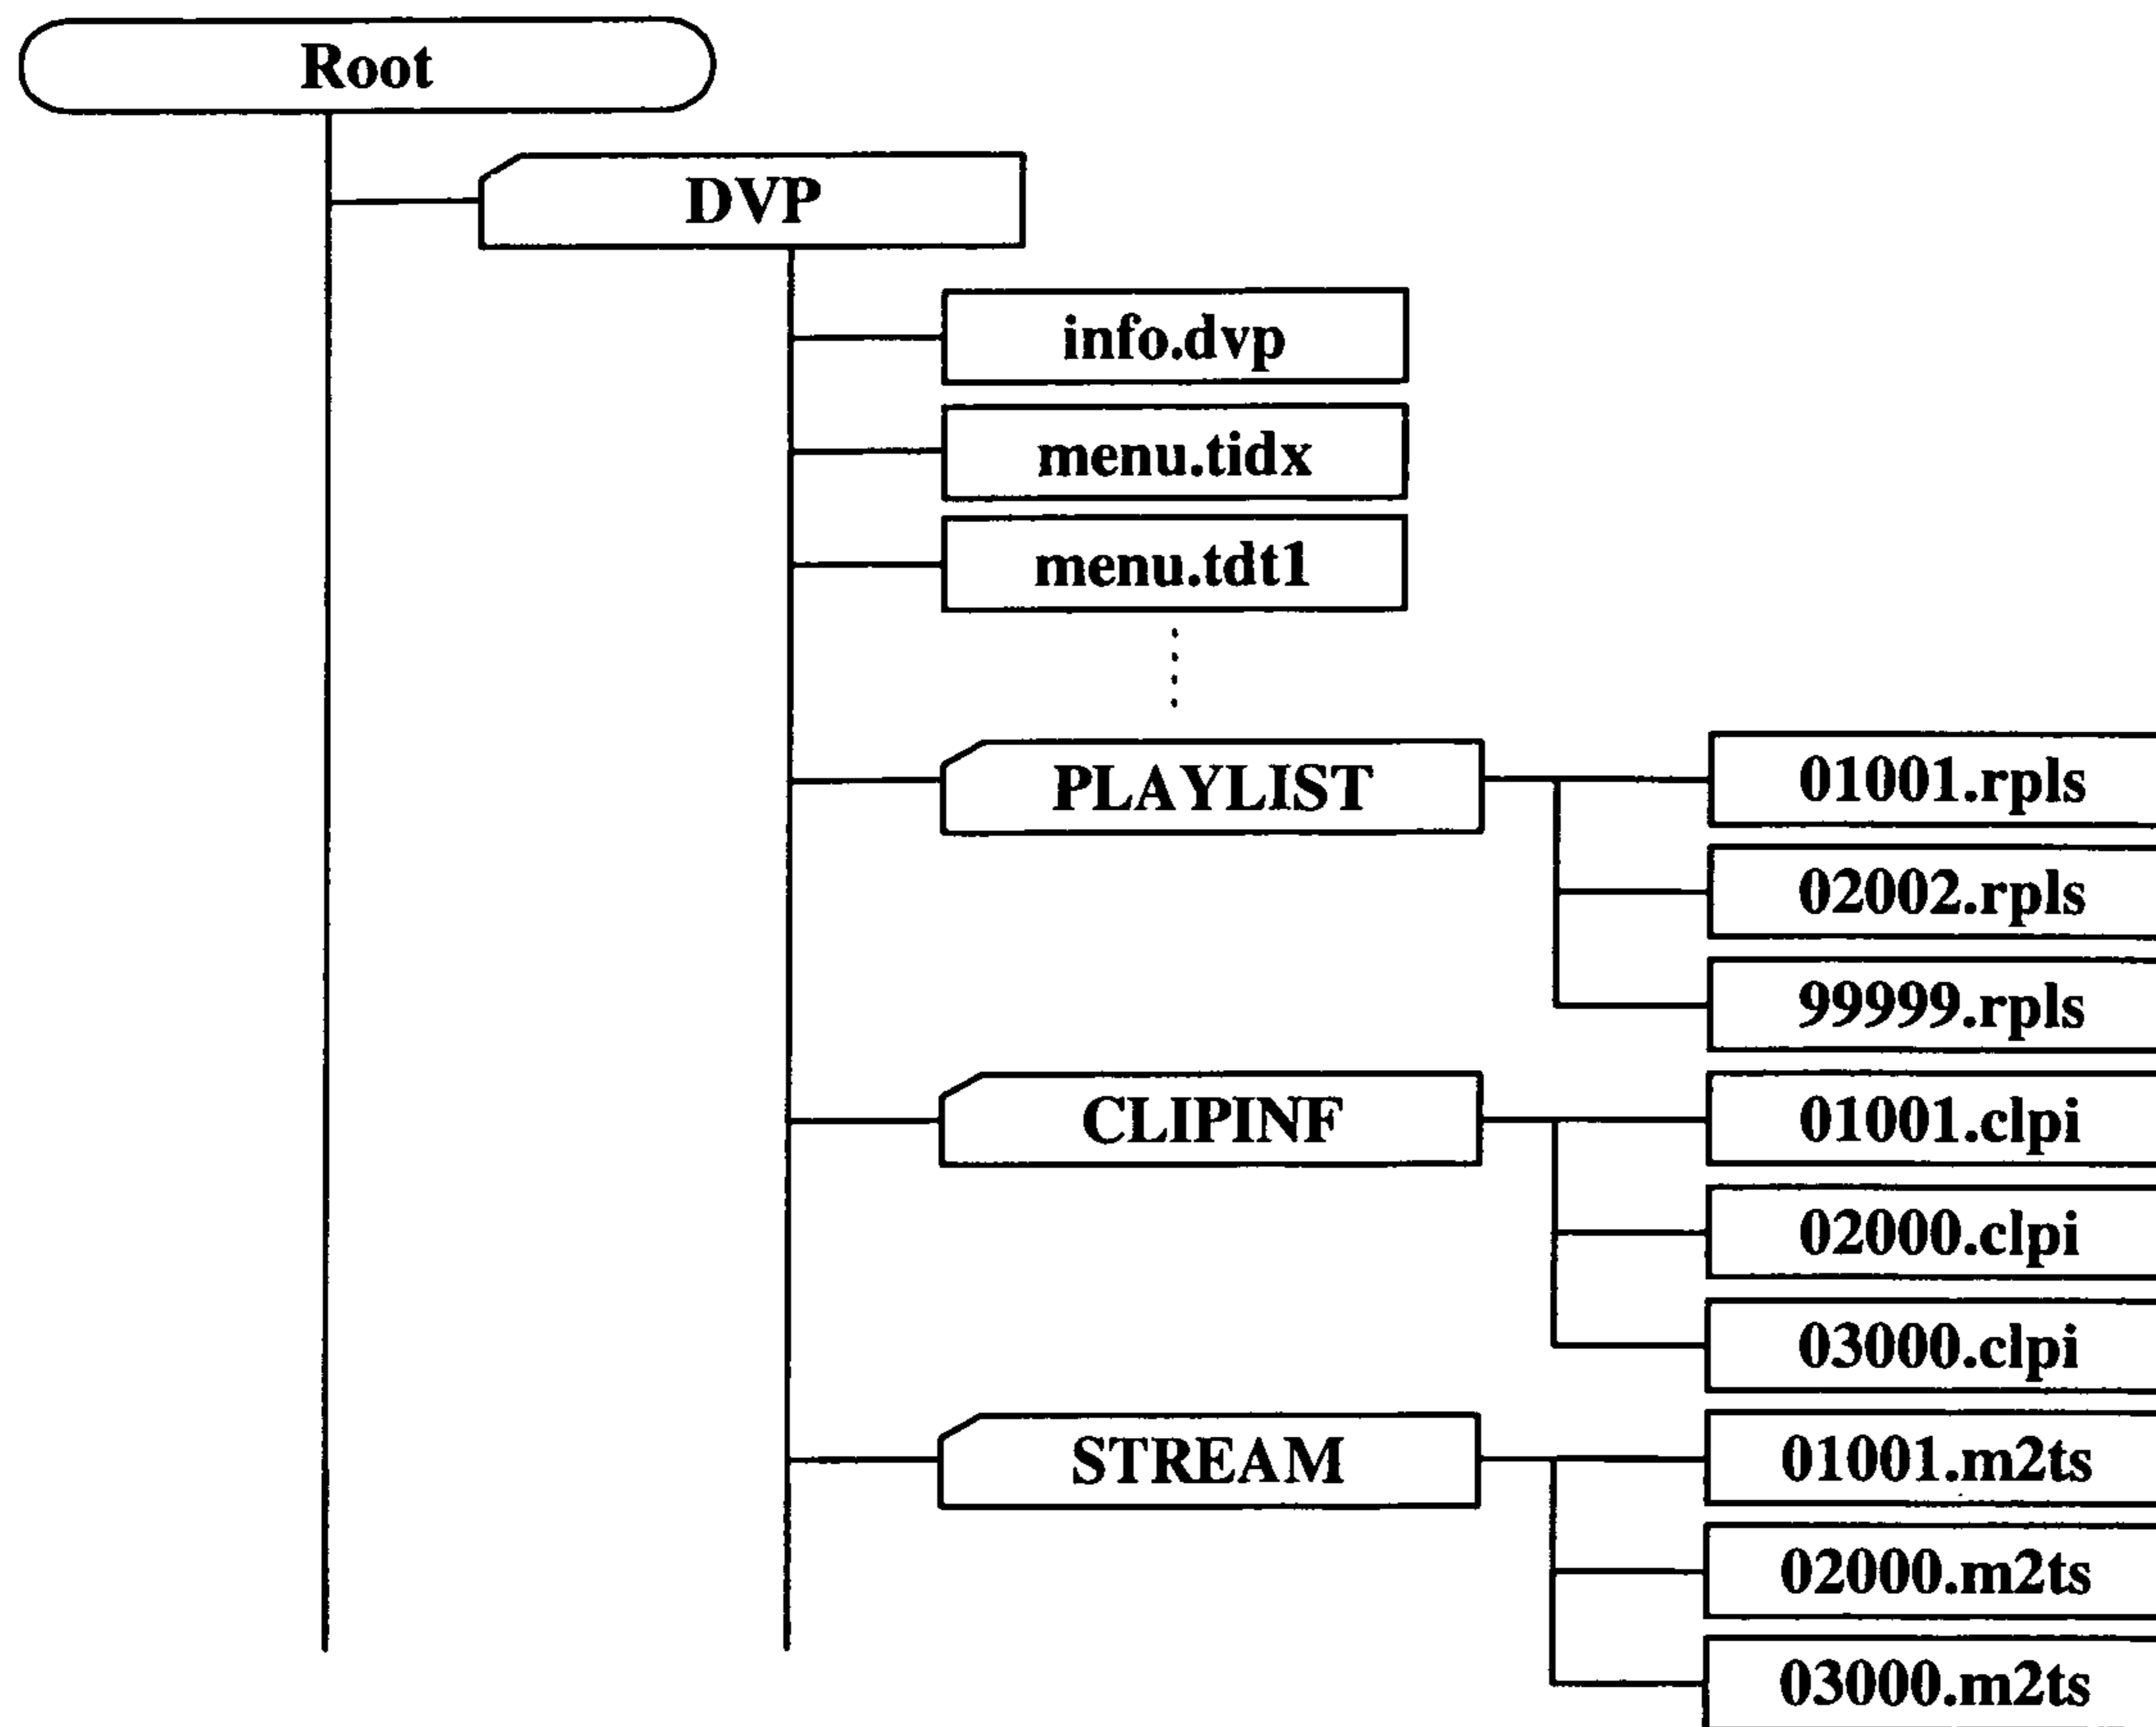 Root
DVP
info.dvp
menu.tidx
menu.tdt1
PLAYLIST
01001.rpls
02002.rpls
99999.rpls
CLIPINF
01001.clpi
02000.clpi
03000.clpi
STREAM
01001.m2ts
02000.m2ts
03000.m2ts